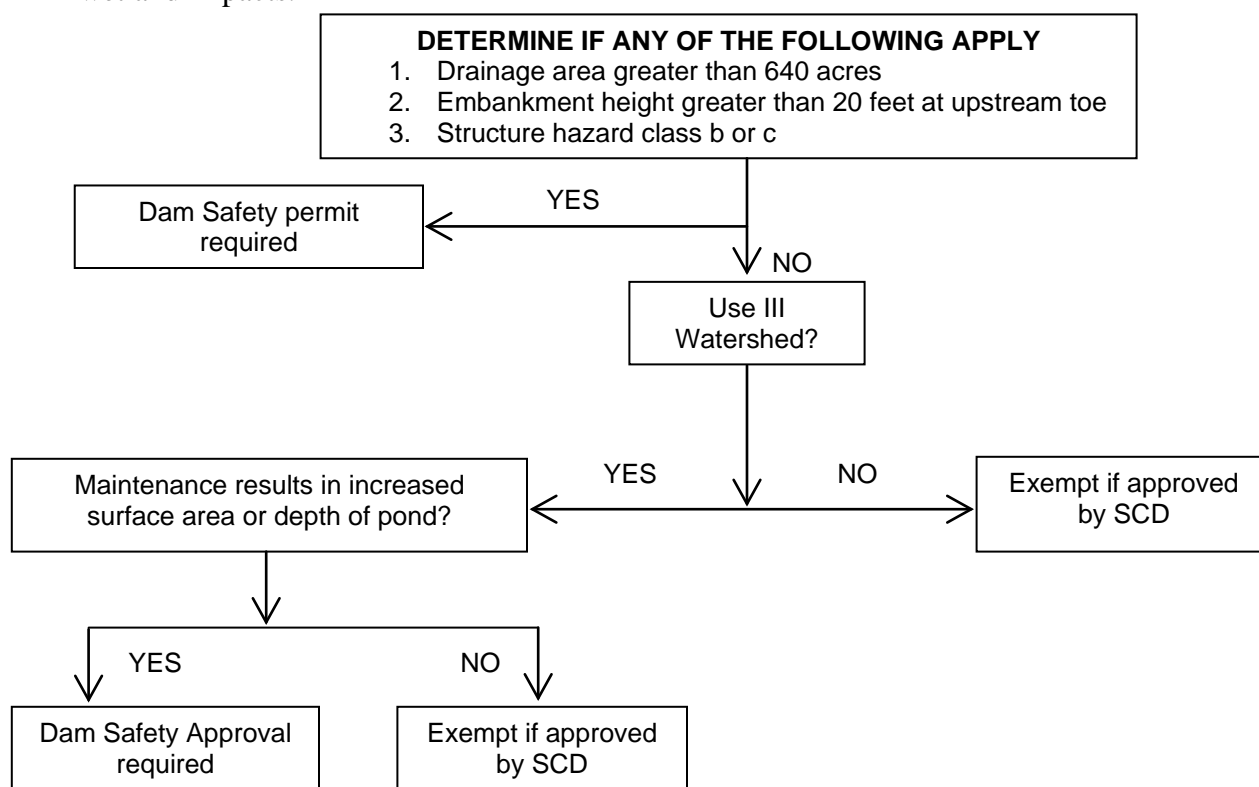 DETERMINE IF ANY OF THE FOLLOWING APPLY
1. Drainage area greater than 640 acres
2. Embankment height greater than 20 feet at upstream toe
3. Structure hazard class b or c
YES
Dam Safety permit
required
NO
Use III
Watershed?
YES
NO
Maintenance results in increased
surface area or depth of pond?
Exempt if approved
by SCD
YES
NO
Dam Safety Approval
required
Exempt if approved
by SCD